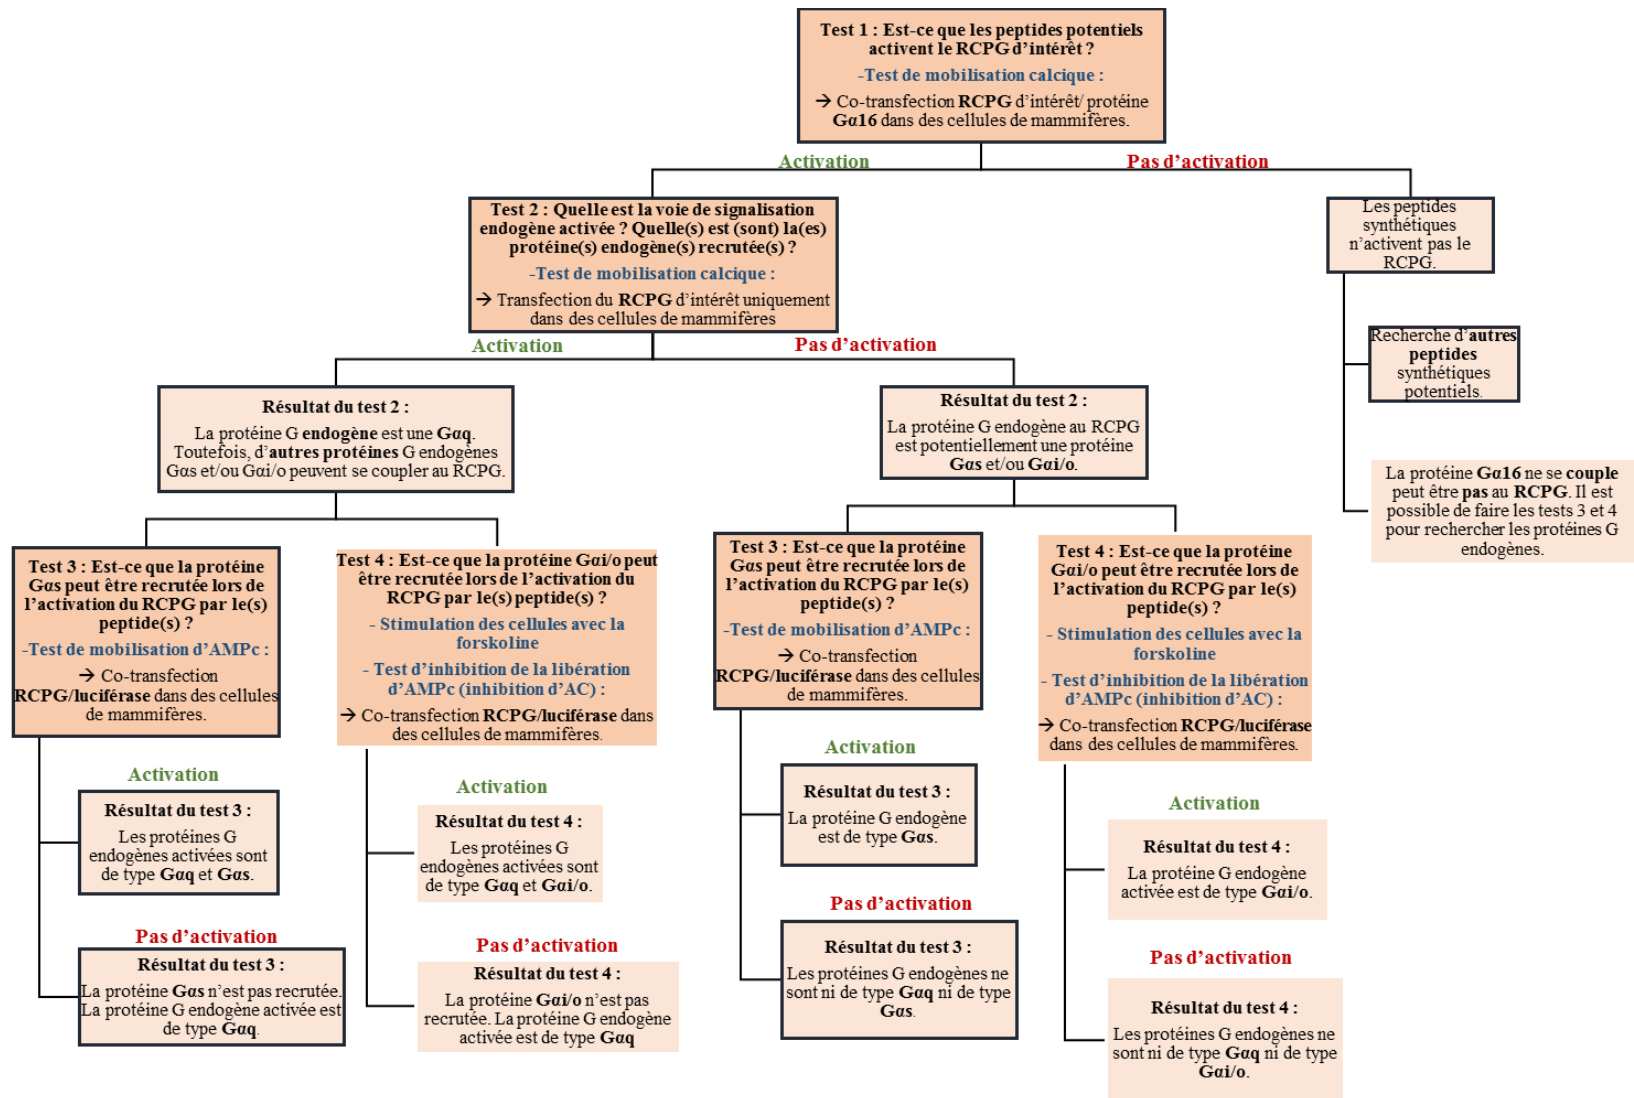 Test 1 : Est-ce que les peptides potentiels
activent le RCPG d’intérêt ?
-Test de mobilisation calcique :
→ Co-transfection RCPG d’intérêt/ protéine
Gα16 dans des cellules de mammifères.
Activation
Pas d’activation
Test 2 : Quelle est la voie de signalisation
endogène activée ? Quelle(s) est (sont) la(es)
protéine(s) endogène(s) recrutée(s) ?
-Test de mobilisation calcique :
→ Transfection du RCPG d’intérêt uniquement
dans des cellules de mammifères
Les peptides
synthétiques
n’activent pas le
RCPG.
Recherche d’autres
peptides
synthétiques
potentiels.
La protéine Gα16 ne se couple
peut être pas au RCPG. Il est
possible de faire les tests 3 et 4
pour rechercher les protéines G
endogènes.
Activation
Pas d’activation
Résultat du test 2 :
La protéine G endogène est une Gαq.
Toutefois, d’autres protéines G endogènes
Gαs et/ou Gαi/o peuvent se coupler au RCPG.
Résultat du test 2 :
La protéine G endogène au RCPG
est potentiellement une protéine
Gαs et/ou Gαi/o.
Test 3 : Est-ce que la protéine
Gαs peut être recrutée lors de
l’activation du RCPG par le(s)
peptide(s) ?
-Test de mobilisation d’AMPc :
→ Co-transfection
RCPG/luciférase dans des cellules
de mammifères.
Test 4 : Est-ce que la protéine Gαi/o peut
être recrutée lors de l’activation du
RCPG par le(s) peptide(s) ?
- Stimulation des cellules avec la
forskoline
- Test d’inhibition de la libération
d’AMPc (inhibition d’AC) :
→ Co-transfection RCPG/luciférase dans
des cellules de mammifères.
Test 3 : Est-ce que la protéine
Gαs peut être recrutée lors de
l’activation du RCPG par le(s)
peptide(s) ?
-Test de mobilisation d’AMPc :
→ Co-transfection
RCPG/luciférase dans des cellules
de mammifères.
Test 4 : Est-ce que la protéine
Gαi/o peut être recrutée lors de
l’activation du RCPG par le(s)
peptide(s) ?
- Stimulation des cellules avec la
forskoline
- Test d’inhibition de la libération
d’AMPc (inhibition d’AC) :
→ Co-transfection RCPG/luciférase
dans des cellules de mammifères.
Activation
Résultat du test 3 :
Les protéines G
endogènes activées sont
de type Gαq et Gαs.
Pas d’activation
Résultat du test 3 :
La protéine Gαs n’est pas recrutée.
La protéine G endogène activée est
de type Gαq.
Activation
Résultat du test 4 :
Les protéines G
endogènes activées sont
de type Gαq et Gαi/o.
Pas d’activation
Résultat du test 4 :
La protéine Gαi/o n’est pas
recrutée. La protéine G endogène
activée est de type Gαq
Activation
Résultat du test 3 :
La protéine G endogène
est de type Gαs.
Pas d’activation
Résultat du test 3 :
Les protéines G endogènes ne
sont ni de type Gαq ni de type
Gαs.
Activation
Résultat du test 4 :
La protéine G endogène
activée est de type Gαi/o.
Pas d’activation
Résultat du test 4 :
Les protéines G endogènes ne
sont ni de type Gαq ni de type
Gαi/o.